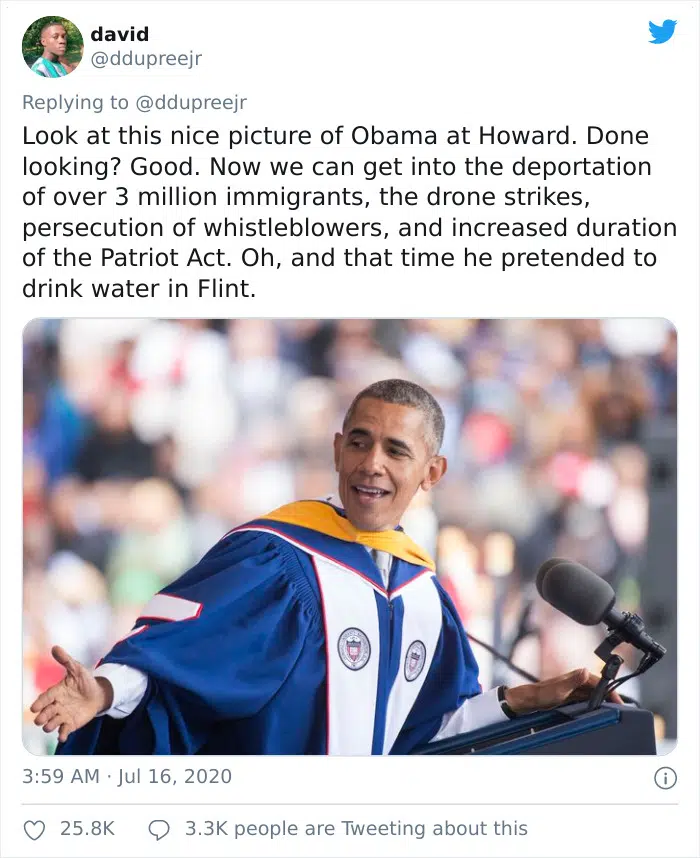 david
@ddupreejr
Replying to @ddupreejr
Look at this nice picture of Obama at Howard. Done
looking? Good. Now we can get into the deportation
of over 3 million immigrants, the drone strikes,
persecution of whistleblowers, and increased duration
of the Patriot Act. Oh, and that time he pretended to
drink water in Flint.
3:59 AM · Jul 16, 2020
25.8K
3.3K people are Tweeting about this